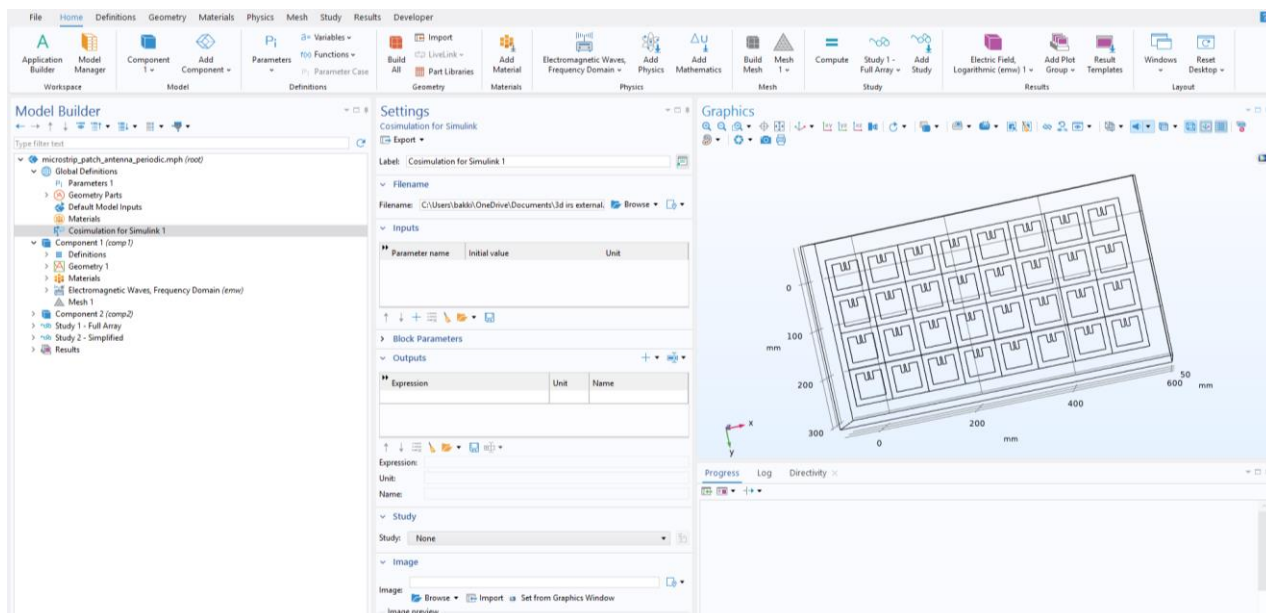 File Home Definitions Geometry Materials Physics Mesh Study Results Developer
Application Builder
Model Manager
Workspace
Component 1
Add Component
Model
Pi
Parameters
a= Variables
f(x) Functions
Pi Parameter Case
Definitions
Build All
Import
LiveLink
Part Libraries
Geometry
Add Material
Materials
Electromagnetic Waves, Frequency Domain
Add Physics
Δu
Add Mathematics
Physics
Build Mesh
Mesh 1
Mesh
Compute
Study 1 - Full Array
Add Study
Study
Electric Field, Logarithmic (emw) 1
Add Plot Group
Result Templates
Results
Windows
Reset Desktop
Layout
Model Builder
Type filter text
microstrip_patch_antenna_periodic.mph (root)
Global Definitions
Pi Parameters 1
Geometry Parts
Default Model Inputs
Materials
Cosimulation for Simulink 1
Component 1 (comp1)
Definitions
Geometry 1
Materials
Electromagnetic Waves, Frequency Domain (emw)
Mesh 1
Component 2 (comp2)
Study 1 - Full Array
Study 2 - Simplified
Results
Settings
Cosimulation for Simulink
Export
Label: Cosimulation for Simulink 1
Filename
Filename: C:\Users\bakki\OneDrive\Documents\3d irs external. Browse
Inputs
Parameter name Initial value Unit
Block Parameters
Outputs
Expression Unit Name
Expression:
Unit:
Name:
Study
Study: None
Image
Image:
Browse Import Set from Graphics Window
Image preview
Graphics
0
100
mm
200
300
0
200
mm
400
600
50
mm
x
y
Progress Log Directivity